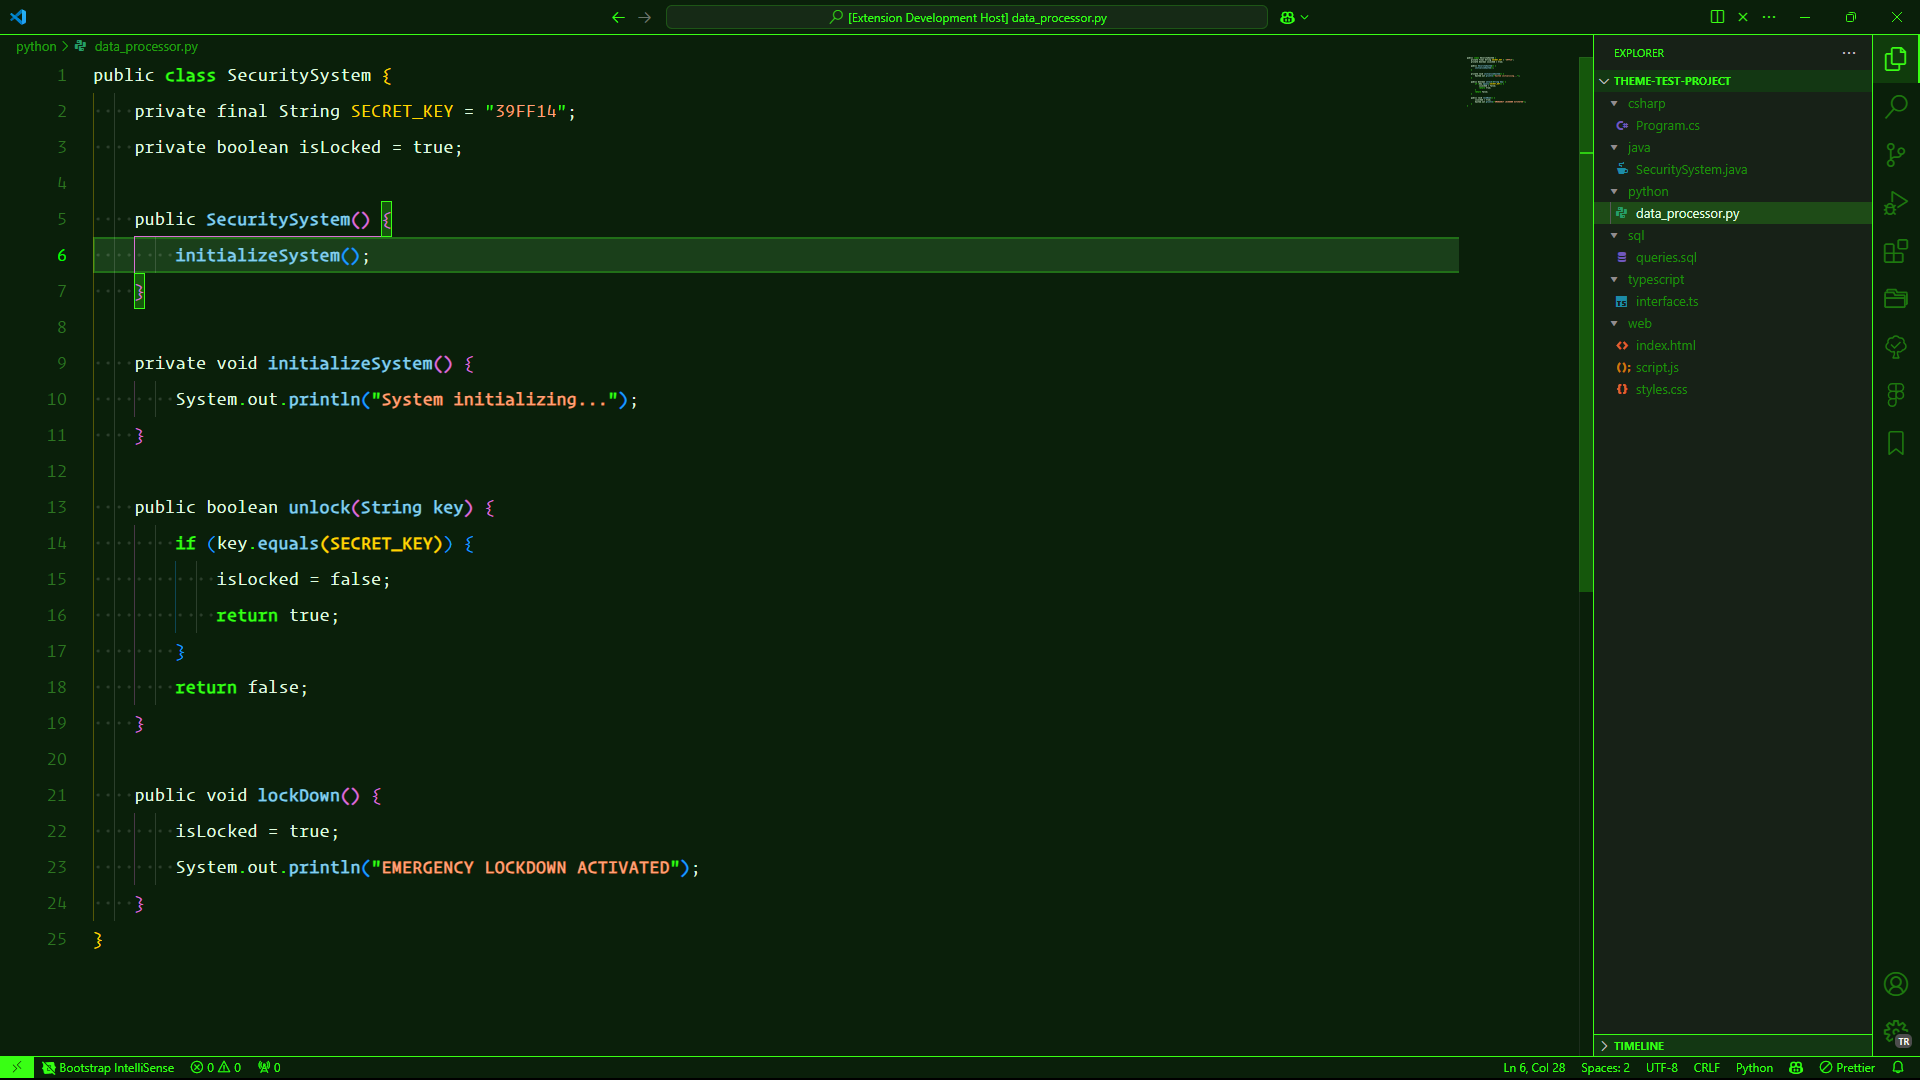 [Extension Development Host] data_processor.py
python > data_processor.py
1 public class SecuritySystem {
2 private final String SECRET_KEY = "39FF14";
3 private boolean isLocked = true;
4
5 public SecuritySystem() {
6 initializeSystem();
7 }
8
9 private void initializeSystem() {
10 System.out.println("System initializing...");
11 }
12
13 public boolean unlock(String key) {
14 if (key.equals(SECRET_KEY)) {
15 isLocked = false;
16 return true;
17 }
18 return false;
19 }
20
21 public void lockDown() {
22 isLocked = true;
23 System.out.println("EMERGENCY LOCKDOWN ACTIVATED");
24 }
25 }
EXPLORER
THEME-TEST-PROJECT
csharp
C# Program.cs
java
SecuritySystem.java
python
data_processor.py
sql
queries.sql
typescript
TS interface.ts
web
<> index.html
(); script.js
{} styles.css
TIMELINE
TR
Bootstrap IntelliSense 0 0 0
Ln 6, Col 28 Spaces: 2 UTF-8 CRLF Python Prettier